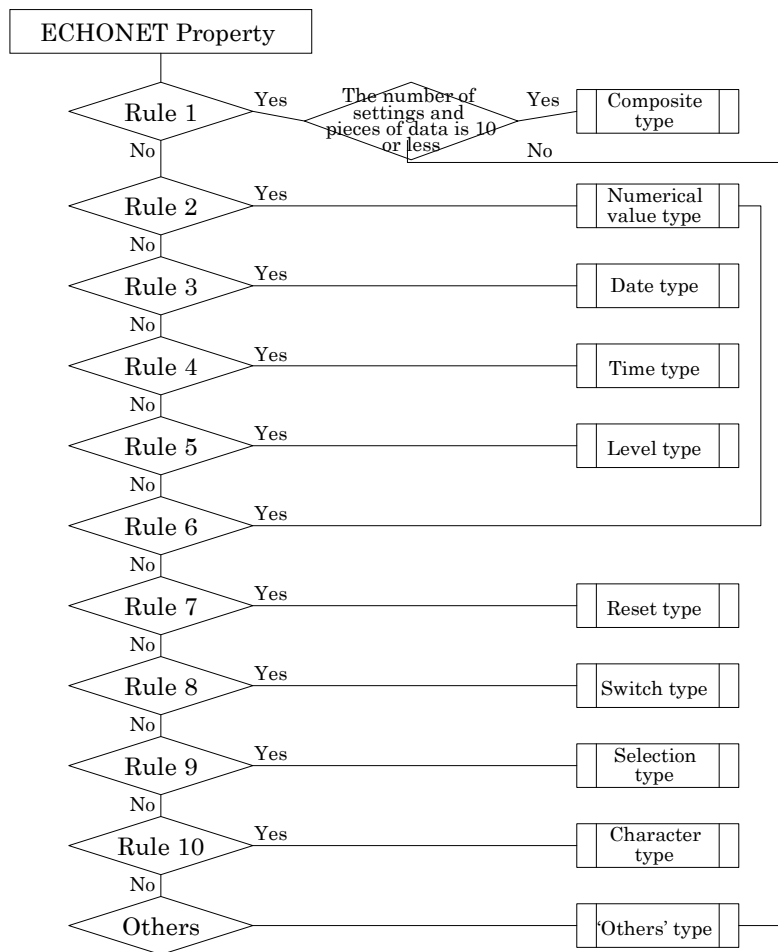 ECHONET Property
Rule 1
Yes
The number of
settings and
pieces of data is 10
or less
Yes
Composite
type
No
No
Rule 2
Yes
Numerical
value type
No
Rule 3
Yes
Date type
No
Rule 4
Yes
Time type
No
Rule 5
Yes
Level type
No
Rule 6
Yes
No
Rule 7
Yes
Reset type
No
Rule 8
Yes
Switch type
No
Rule 9
Yes
Selection
type
No
Rule 10
Yes
Character
type
No
Others
‘Others’ type